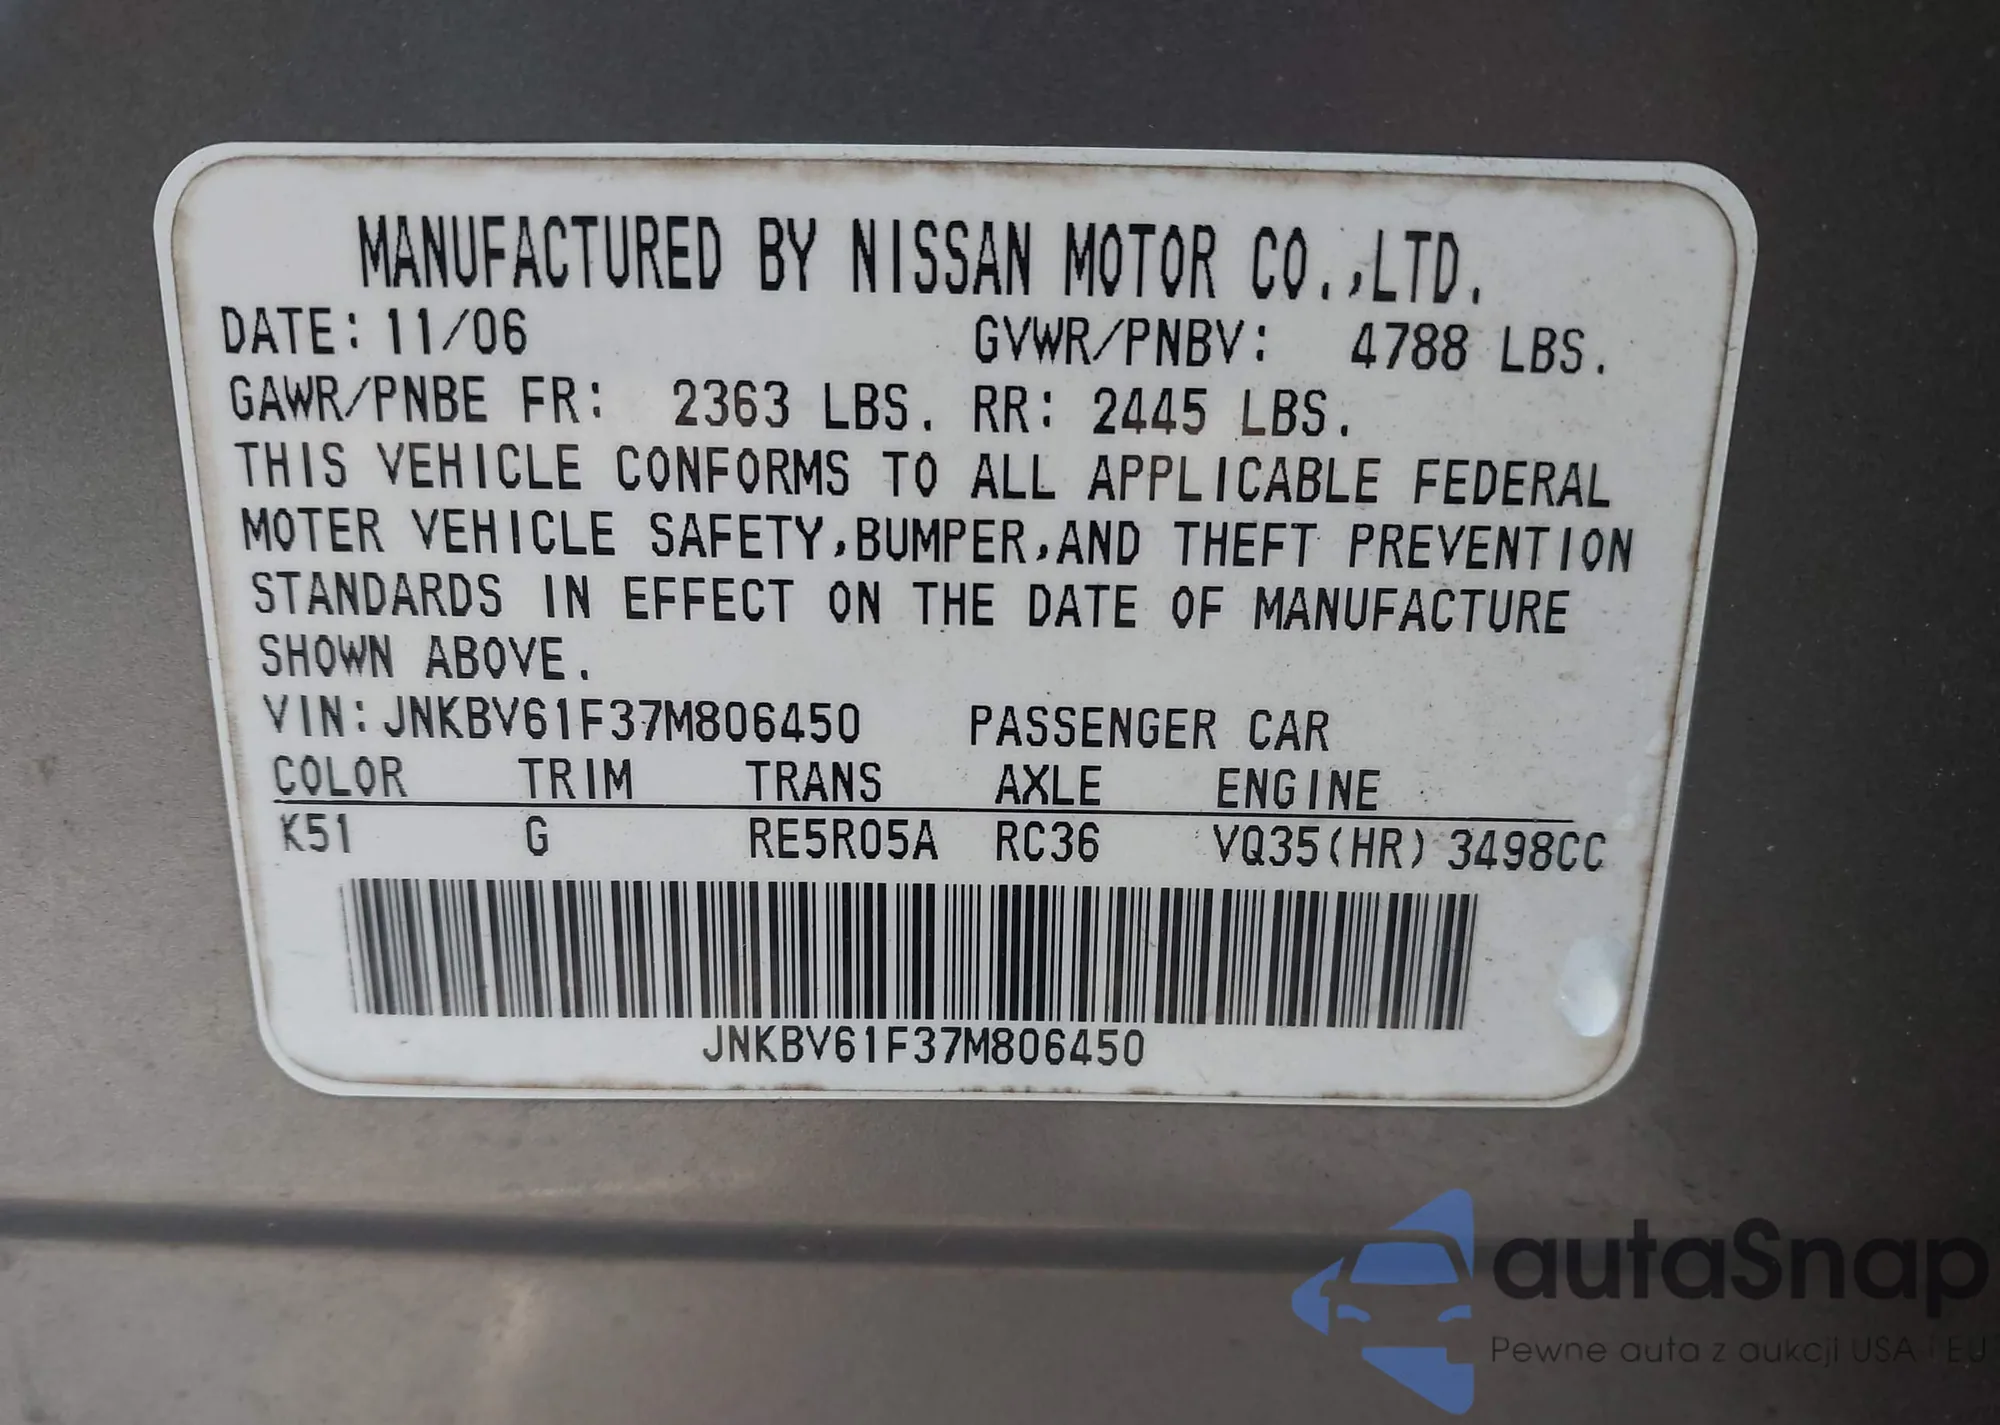 MANUFACTURED BY NISSAN MOTOR CO.,LTD.
DATE: 11/06 GVWR/PNBV: 4788 LBS.
GAWR/PNBE FR: 2363 LBS. RR: 2445 LBS.
THIS VEHICLE CONFORMS TO ALL APPLICABLE FEDERAL
MOTER VEHICLE SAFETY,BUMPER,AND THEFT PREVENTION
STANDARDS IN EFFECT ON THE DATE OF MANUFACTURE
SHOWN ABOVE.
VIN: JNKBV61F37M806450 PASSENGER CAR
COLOR TRIM TRANS AXLE ENGINE
K51 G RE5R05A RC36 VQ35(HR) 3498CC
JNKBV61F37M806450
autaSnap
Pewne auta z aukcji USA i EU